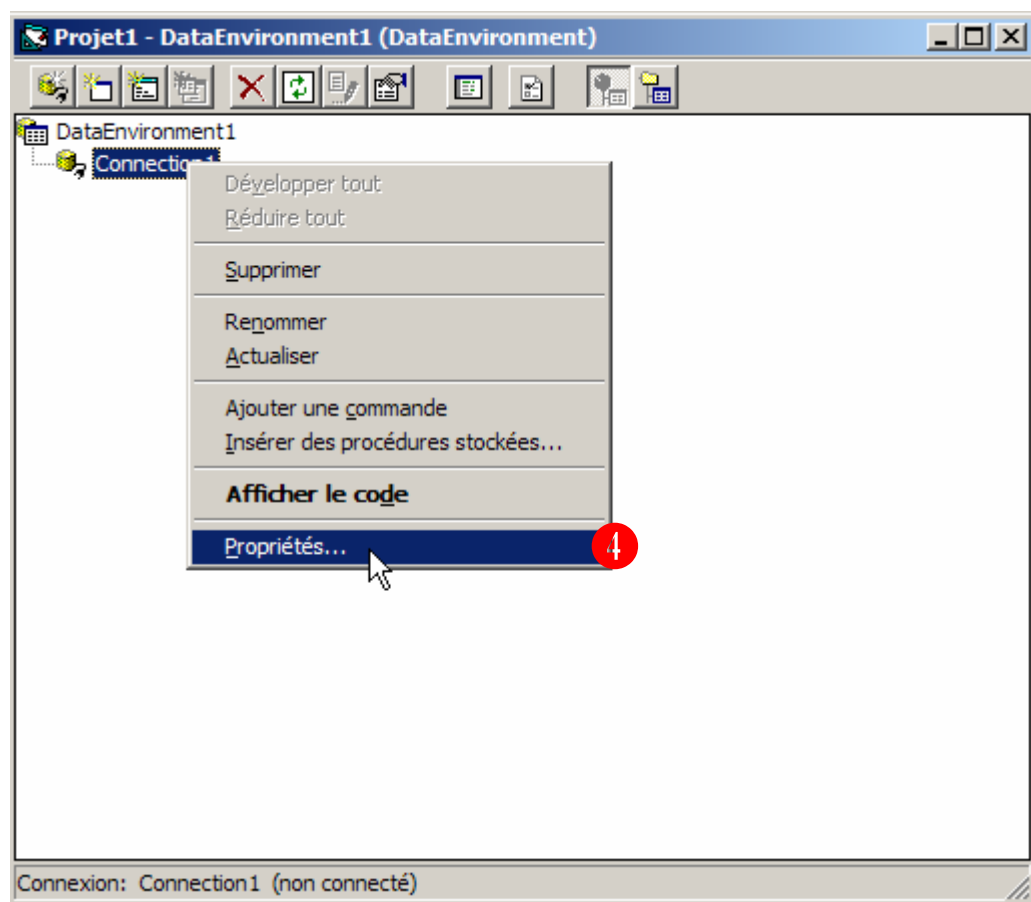 Projet1 - DataEnvironment1 (DataEnvironment)
DataEnvironment1
Connection1
Développer tout
Réduire tout
Supprimer
Renommer
Actualiser
Ajouter une commande
Insérer des procédures stockées...
Afficher le code
Propriétés...
4
Connexion: Connection1 (non connecté)